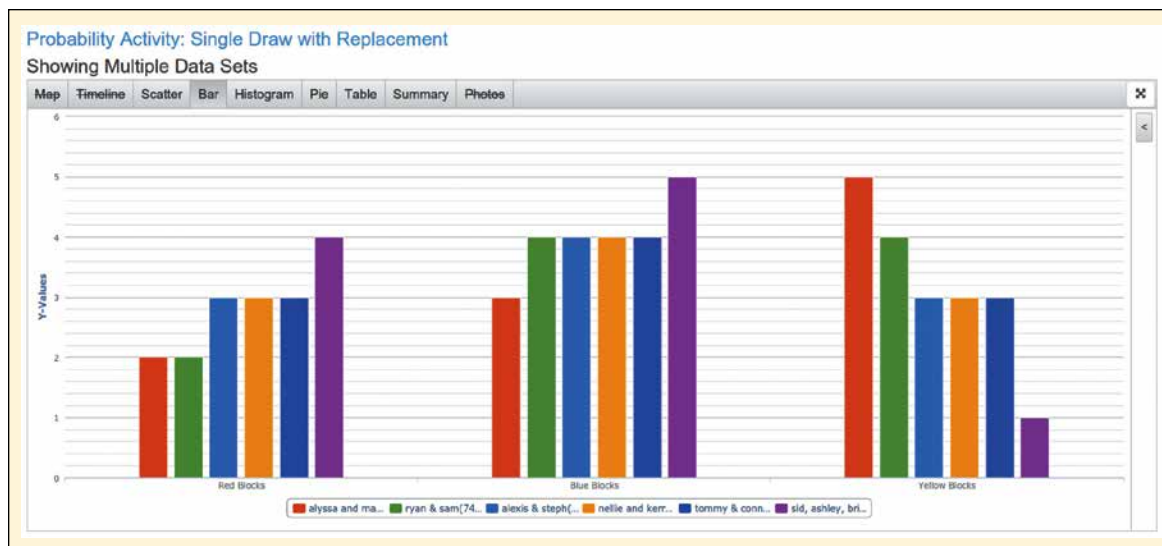 Probability Activity: Single Draw with Replacement
Showing Multiple Data Sets
Map Timeline Scatter Bar Histogram Pie Table Summary Photos
<
6
5
4
3
2
1
0
Y-Values
Red Blocks Blue Blocks Yellow Blocks
alyssa and ma... ryan & sam(74... alexis & steph(... nellie and kerr... tommy & conn... sid, ashley, bri...